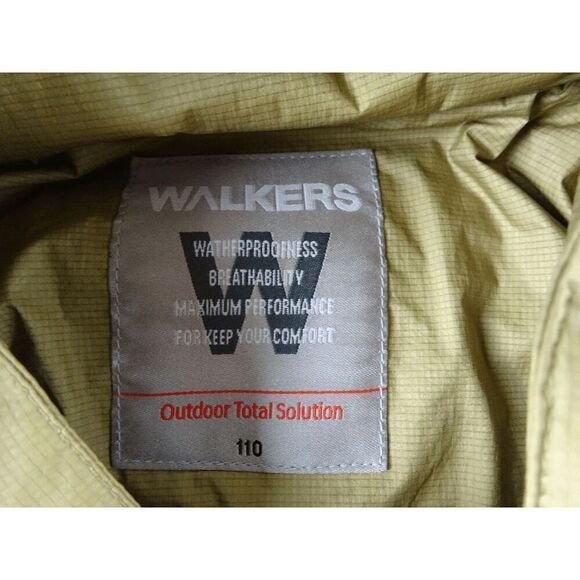 WALKERS
WATHERPROOFNESS
BREATHABILITY
MAXIMUM PERFORMANCE
FOR KEEP YOUR COMFORT
W
Outdoor Total Solution
110